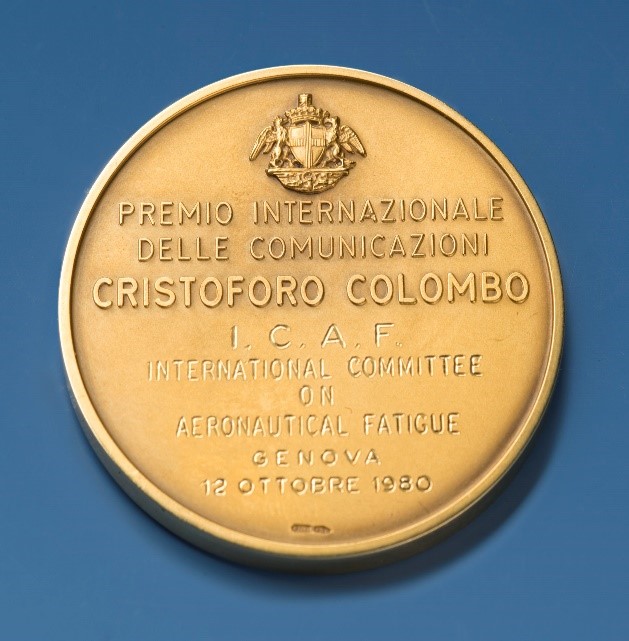 PREMIO INTERNAZIONALE
DELLE COMUNICAZIONI
CRISTOFORO COLOMBO
I. C. A. F.
INTERNATIONAL COMMITTEE
ON
AERONAUTICAL FATIGUE
GENOVA
12 OTTOBRE 1980